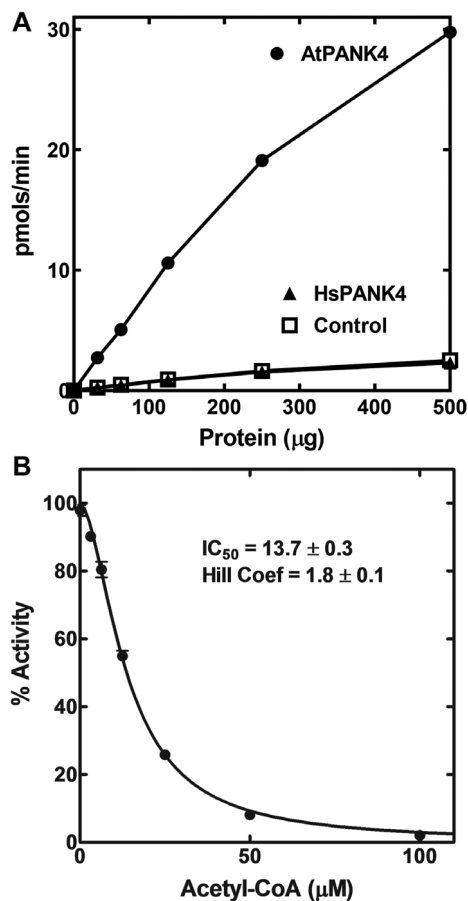 A
30
20
10
0
pmols/min
AtPANK4
HsPANK4
Control
0 100 200 300 400 500
Protein (μg)
B
100
80
60
40
20
0
% Activity
IC50 = 13.7 ± 0.3
Hill Coef = 1.8 ± 0.1
0 50 100
Acetyl-CoA (μM)